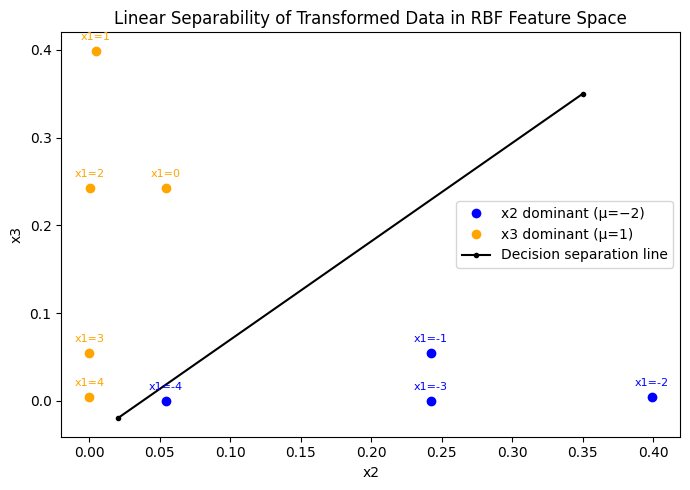 Linear Separability of Transformed Data in RBF Feature Space
x1=1
0.4
0.3
x1=2
x1=0
x2 dominant (μ=−2)
x3 dominant (μ=1)
Decision separation line
0.2
x3
0.1
x1=3
x1=-1
x1=4
x1=-4
x1=-3
x1=-2
0.0
0.00
0.05
0.10
0.15
0.20
0.25
0.30
0.35
0.40
x2